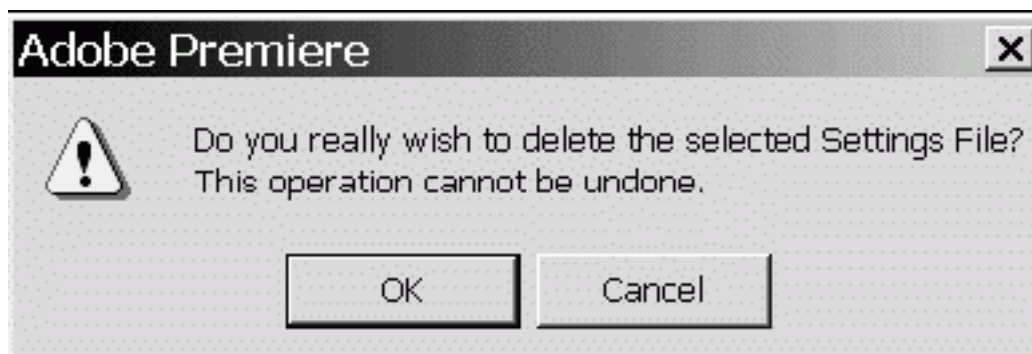 Adobe Premiere
Do you really wish to delete the selected Settings File?
This operation cannot be undone.
OK
Cancel